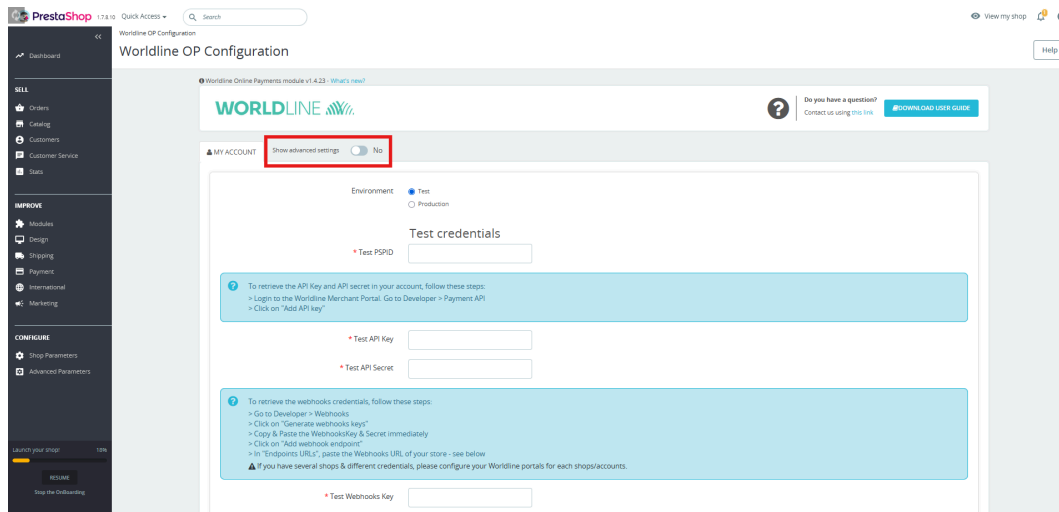 PrestaShop 1.7.8.10 Quick Access Search View my shop
Worldline OP Configuration
Worldline OP Configuration
Help
Dashboard
SELL
Orders
Catalog
Customers
Customer Service
Stats
IMPROVE
Modules
Design
Shipping
Payment
International
Marketing
CONFIGURE
Shop Parameters
Advanced Parameters
Launch your shop! 18%
RESUME
Stop the OnBoarding
Worldline Online Payments module v1.4.23 - What's new?
WORLDLINE
Do you have a question?
Contact us using this link
DOWNLOAD USER GUIDE
MY ACCOUNT
Show advanced settings No
Environment
Test
Production
Test credentials
* Test PSPID
To retrieve the API Key and API secret in your account, follow these steps:
> Login to the Worldline Merchant Portal. Go to Developer > Payment API
> Click on "Add API key"
* Test API Key
* Test API Secret
To retrieve the webhooks credentials, follow these steps:
> Go to Developer > Webhooks
> Click on "Generate webhooks keys"
> Copy & Paste the WebhooksKey & Secret immediately
> Click on "Add webhook endpoint"
> In "Endpoints URLs", paste the Webhooks URL of your store - see below
If you have several shops & different credentials, please configure your Worldline portals for each shops/accounts.
* Test Webhooks Key